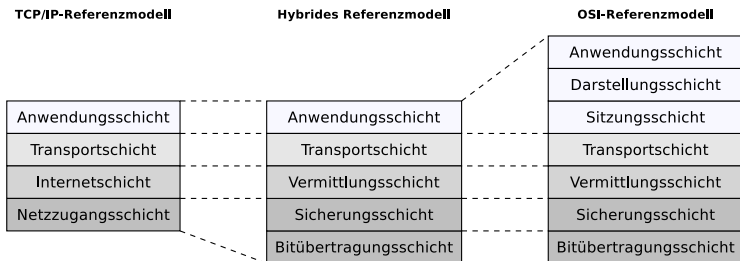 TCP/IP-Referenzmodell
Anwendungsschicht
Transportschicht
Internetschicht
Netzzugangsschicht
Hybrides Referenzmodell
Anwendungsschicht
Transportschicht
Vermittlungsschicht
Sicherungsschicht
Bitübertragungsschicht
OSI-Referenzmodell
Anwendungsschicht
Darstellungsschicht
Sitzungsschicht
Transportschicht
Vermittlungsschicht
Sicherungsschicht
Bitübertragungsschicht